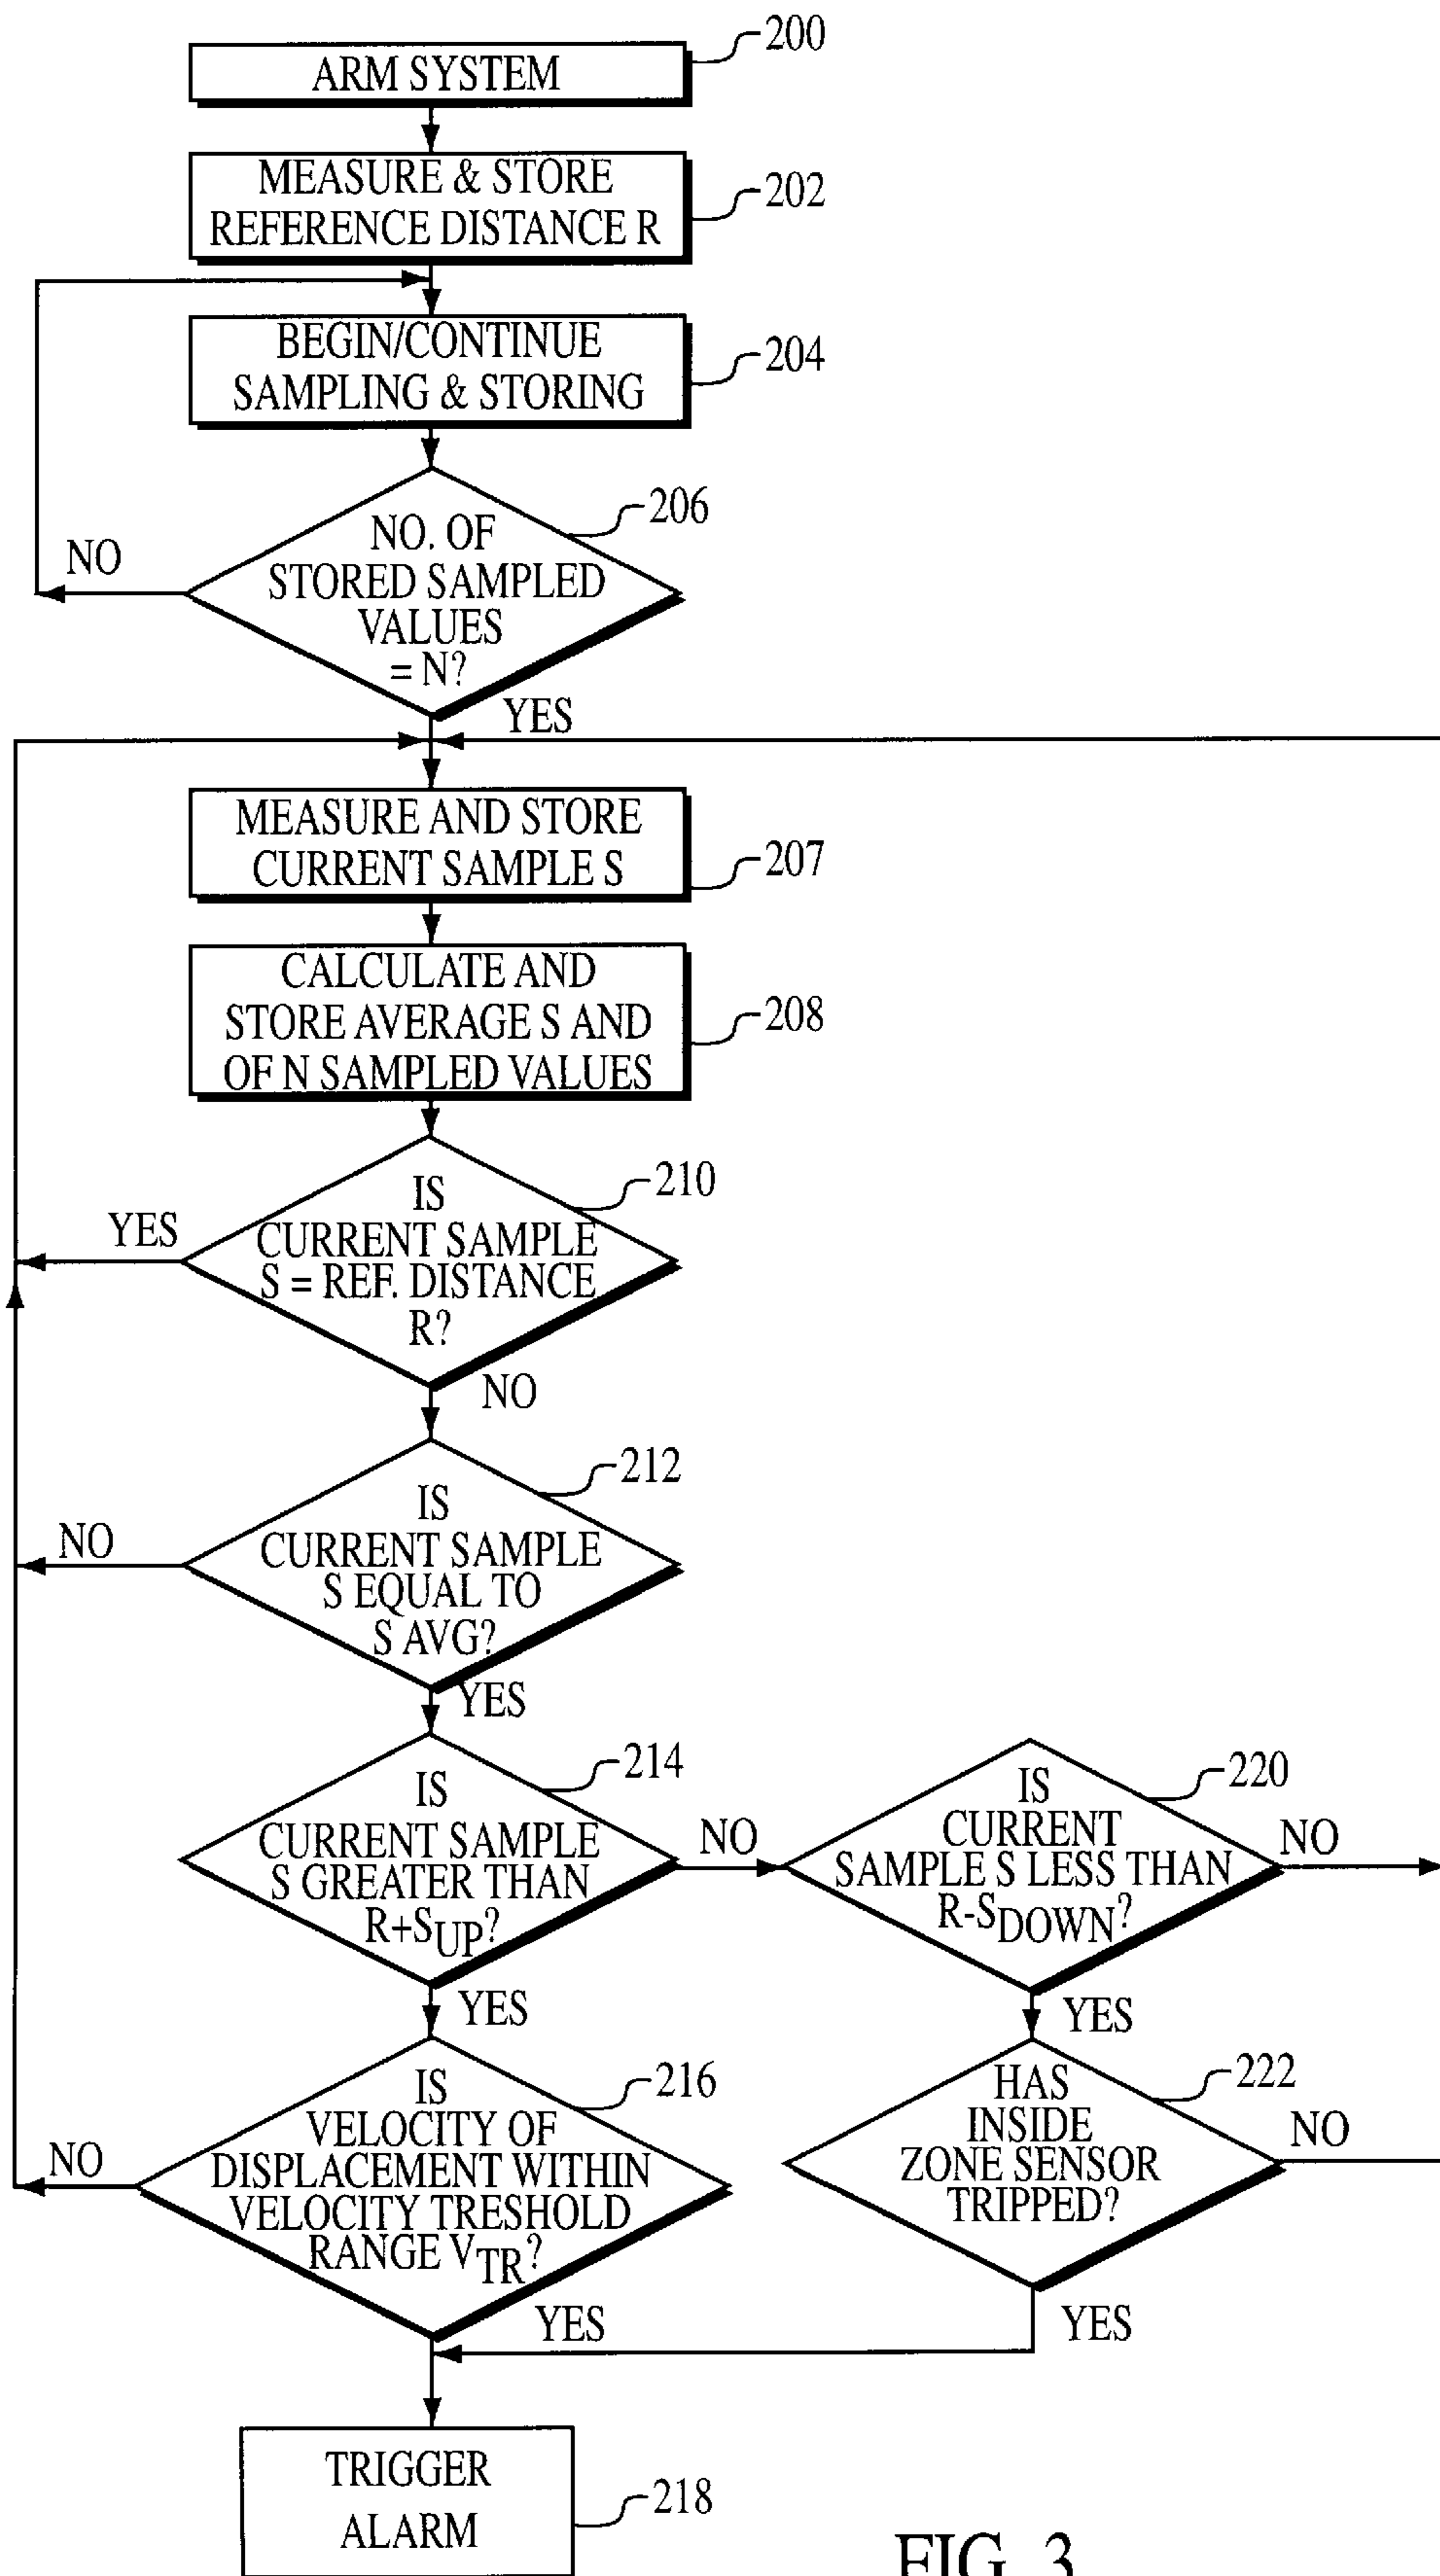 200
ARM SYSTEM
MEASURE & STORE
REFERENCE DISTANCE R
202
BEGIN/CONTINUE
SAMPLING & STORING
204
206
NO. OF
STORED SAMPLED
VALUES
= N?
NO
YES
MEASURE AND STORE
CURRENT SAMPLE S
207
CALCULATE AND
STORE AVERAGE S AND
OF N SAMPLED VALUES
208
210
IS
CURRENT SAMPLE
S = REF. DISTANCE
R?
YES
NO
212
IS
CURRENT SAMPLE
S EQUAL TO
S AVG?
NO
YES
214
IS
CURRENT SAMPLE
S GREATER THAN
R+SUP?
NO
YES
220
IS
CURRENT
SAMPLE S LESS THAN
R-SDOWN?
NO
YES
216
IS
VELOCITY OF
DISPLACEMENT WITHIN
VELOCITY TRESHOLD
RANGE VTR?
NO
YES
222
HAS
INSIDE
ZONE SENSOR
TRIPPED?
NO
YES
TRIGGER
ALARM
218
FIG. 3